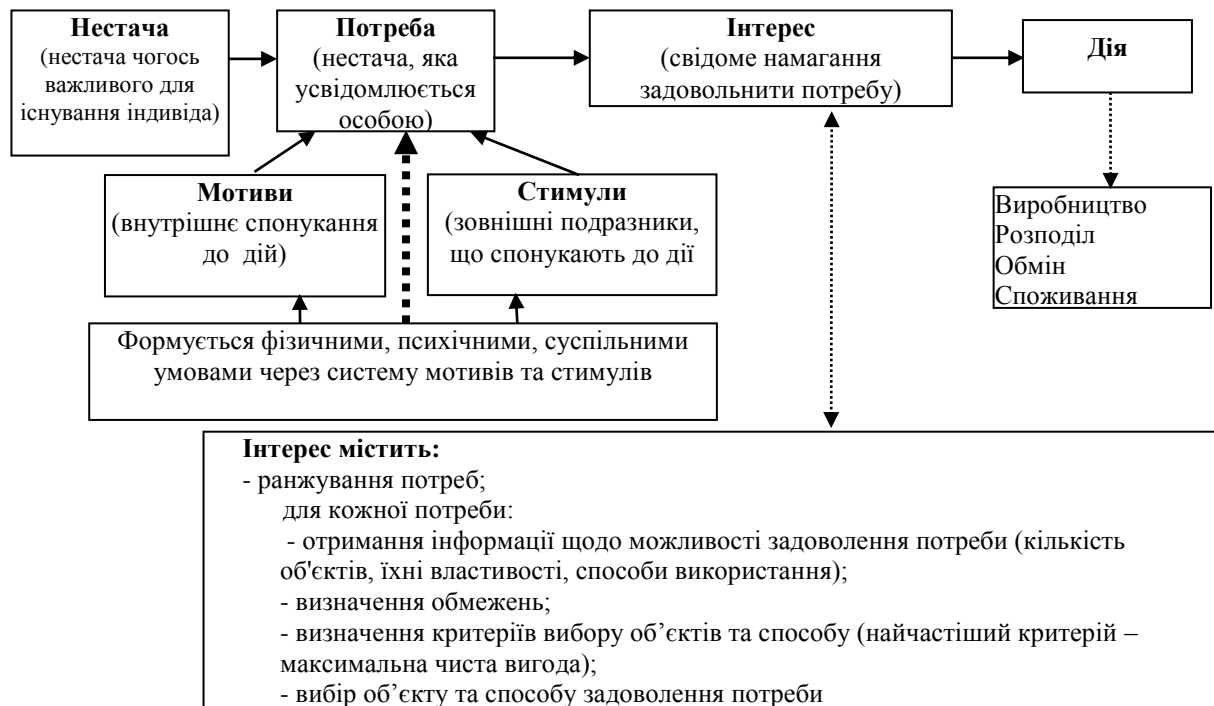 Нестача
(нестача чогось
важливого для
існування індивіда)
Потреба
(нестача, яка
усвідомлюється
особою)
Інтерес
(свідоме намагання
задовольнити потребу)
Дія
Мотиви
(внутрішнє спонукання
до дій)
Стимули
(зовнішні подразники,
що спонукають до дії
Виробництво
Розподіл
Обмін
Споживання
Формується фізичними, психічними, суспільними
умовами через систему мотивів та стимулів
Інтерес містить:
- ранжування потреб;
для кожної потреби:
- отримання інформації щодо можливості задоволення потреби (кількість
об'єктів, їхні властивості, способи використання);
- визначення обмежень;
- визначення критеріїв вибору об’єктів та способу (найчастіший критерій –
максимальна чиста вигода);
- вибір об’єкту та способу задоволення потреби